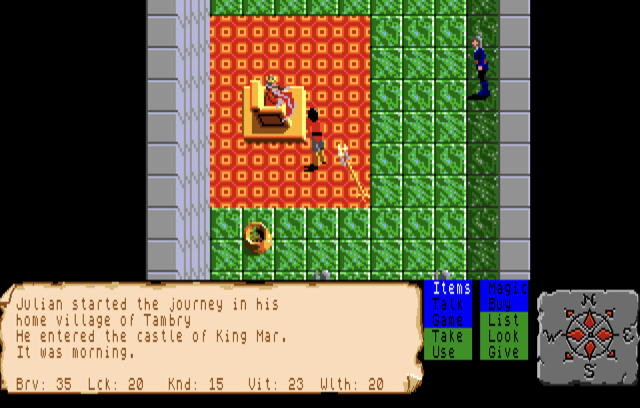 Julian started the journey in his
home village of Tambry
He entered the castle of King Mar.
It was morning.
Brv: 35 Lck: 20 Knd: 15 Vit: 23 Wlth: 20
Items Magic
Talk Buy
Game List
Take Look
Use Give
N
W E
S